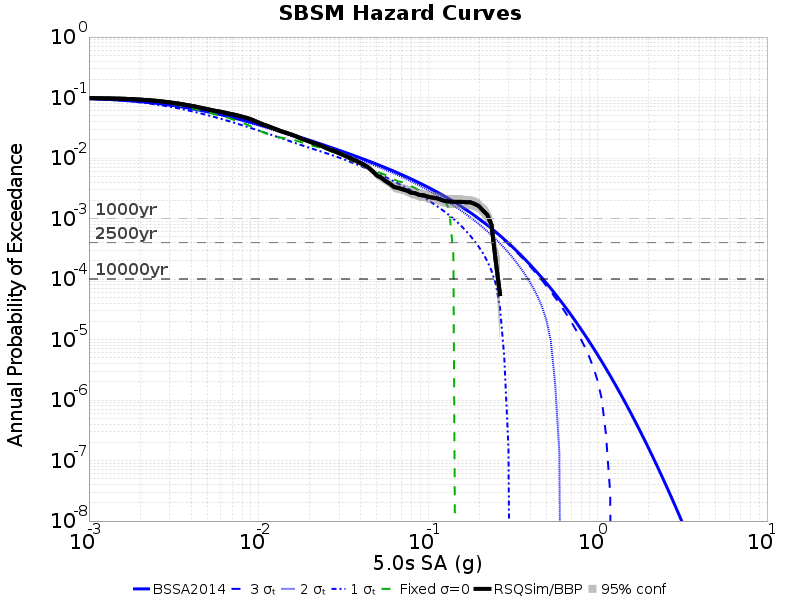 SBSM Hazard Curves
Annual Probability of Exceedance
10^0
10^-1
10^-2
10^-3
10^-4
10^-5
10^-6
10^-7
10^-8
1000yr
2500yr
10000yr
10^-3 10^-2 10^-1 10^0 10^1
5.0s SA (g)
BSSA2014 3 σₜ 2 σₜ 1 σₜ Fixed σ=0 RSQSim/BBP 95% conf